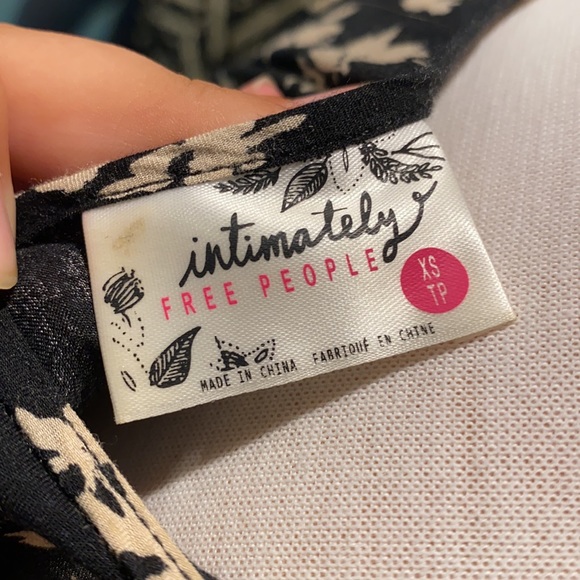 intimately
FREE PEOPLE
XS
TP
MADE IN CHINA FABRIQUÉ EN CHINE